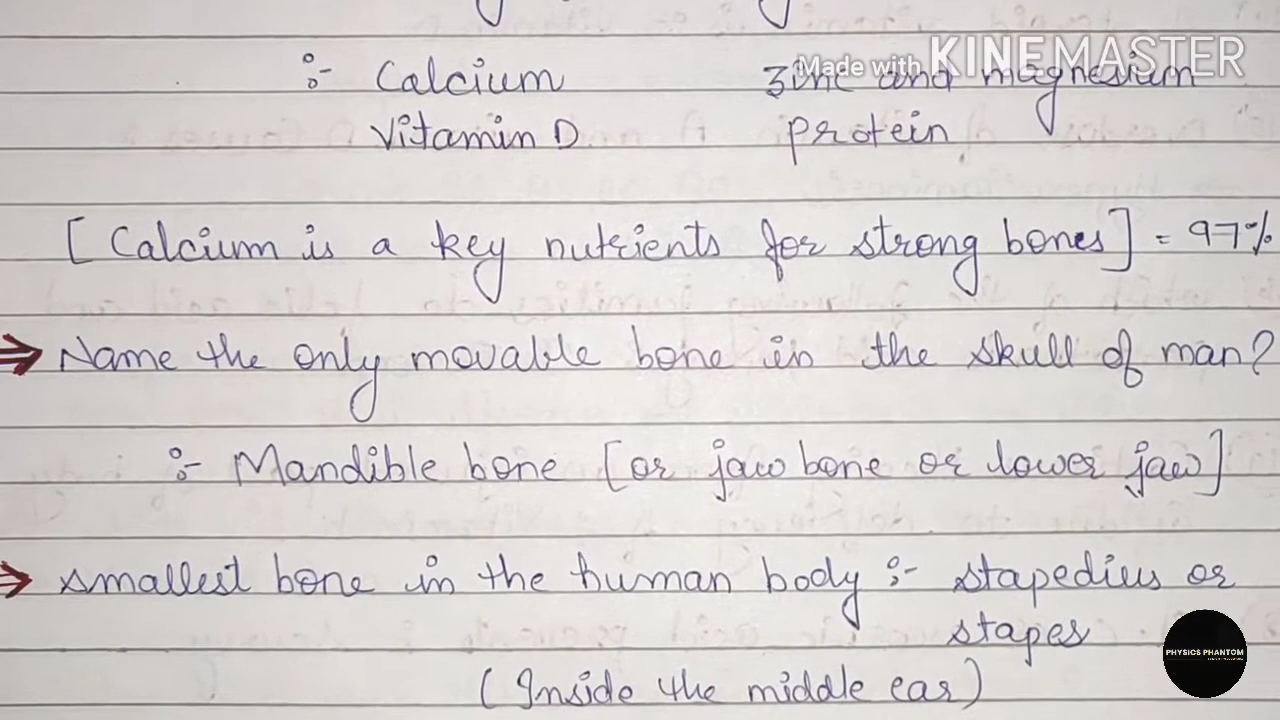 Made with KINEMASTER
:- Calcium zinc and magnesium
Vitamin D protein
[Calcium is a key nutrients for strong bones] = 97%
⇒ Name the only movable bone in the skull of man?
:- Mandible bone [or jaw bone or lower jaw]
⇒ smallest bone in the human body :- stapedius or
stapes
(Inside the middle ear)
PHYSICS PHANTOM